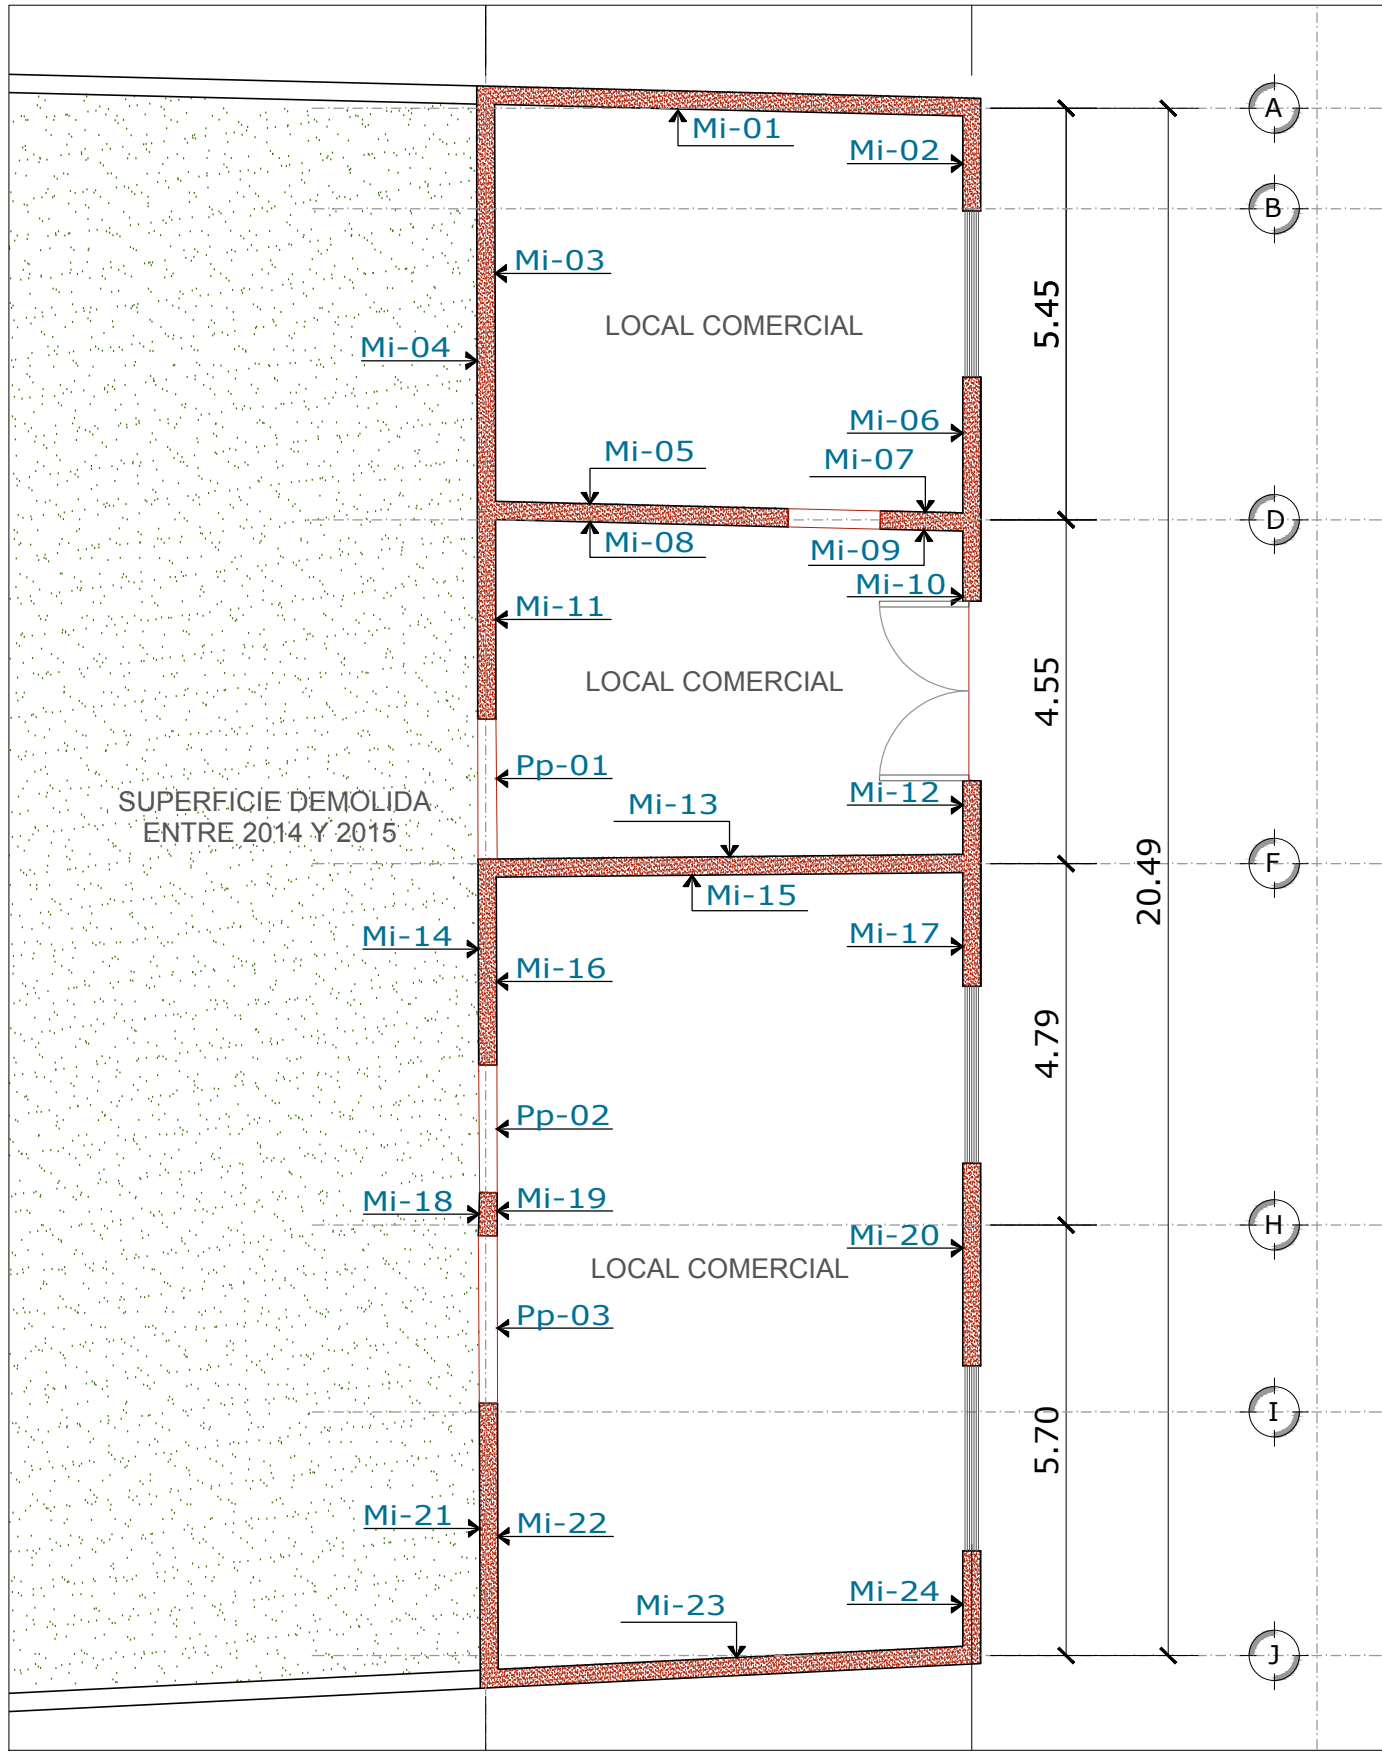 A
Mi-01
Mi-02
B
Mi-03
5.45
LOCAL COMERCIAL
Mi-04
Mi-06
Mi-05
Mi-07
D
Mi-08
Mi-09
Mi-10
Mi-11
LOCAL COMERCIAL
4.55
Pp-01
Mi-12
SUPERFICIE DEMOLIDA
ENTRE 2014 Y 2015
Mi-13
F
20.49
Mi-15
Mi-14
Mi-17
Mi-16
4.79
Pp-02
Mi-18
Mi-19
H
Mi-20
LOCAL COMERCIAL
Pp-03
I
5.70
Mi-21
Mi-22
Mi-24
Mi-23
J